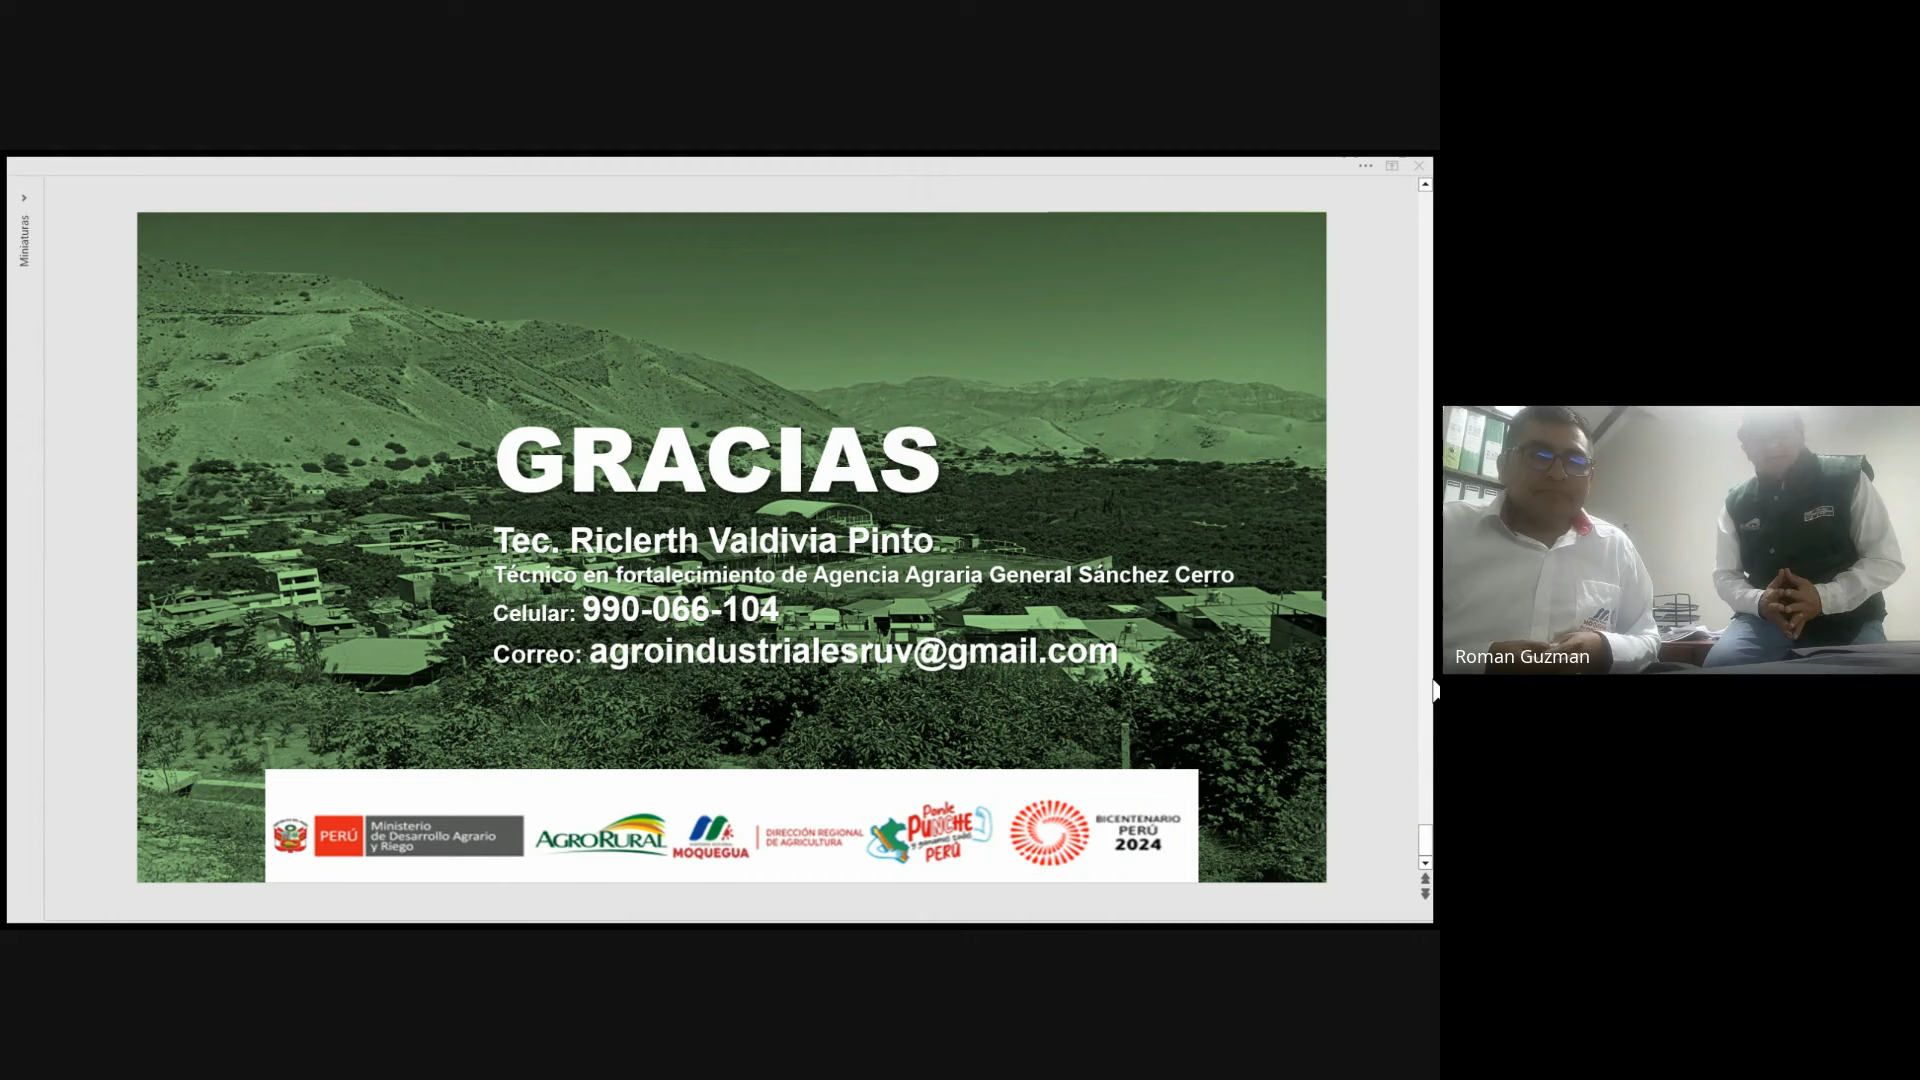 Miniaturas
GRACIAS
Tec. Riclerth Valdivia Pinto
Técnico en fortalecimiento de Agencia Agraria General Sánchez Cerro
Celular: 990-066-104
Correo: agroindustrialesruv@gmail.com
PERÚ
Ministerio
de Desarrollo Agrario
y Riego
AGRORURAL
MOQUEGUA
DIRECCIÓN REGIONAL
DE AGRICULTURA
Ponle
PUNCHE
PERÚ
BICENTENARIO
PERÚ
2024
Roman Guzman